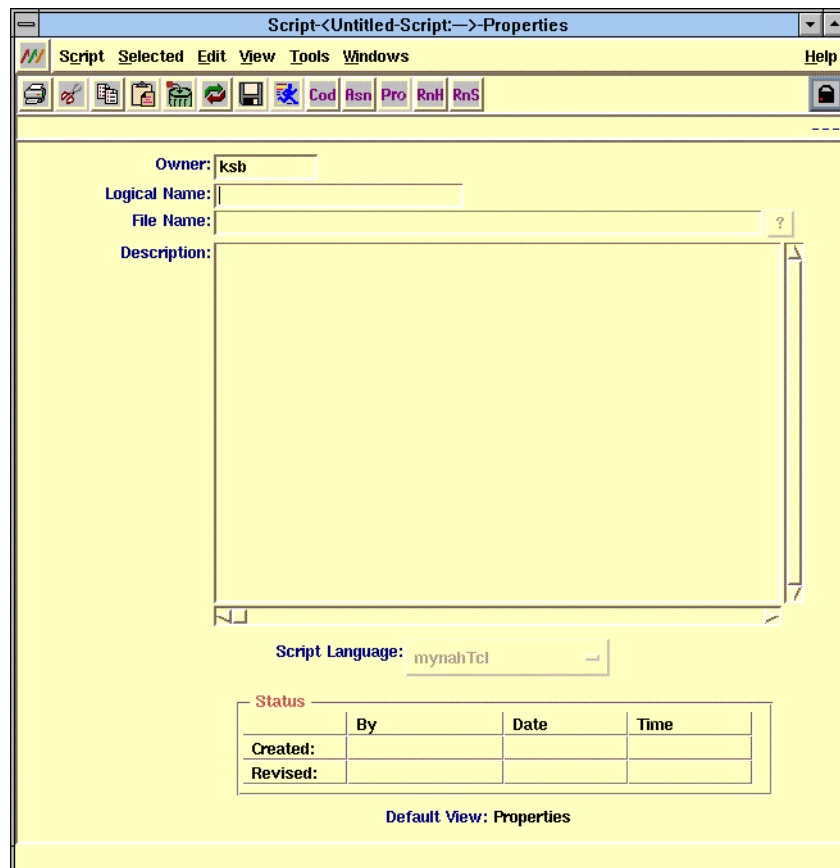 Script-<Untitled-Script:—>-Properties
Script Selected Edit View Tools Windows Help
Cod Asn Pro RnH RnS
---
Owner: ksb
Logical Name:
File Name: ?
Description:
Script Language: mynahTcl
Status
By Date Time
Created:
Revised:
Default View: Properties